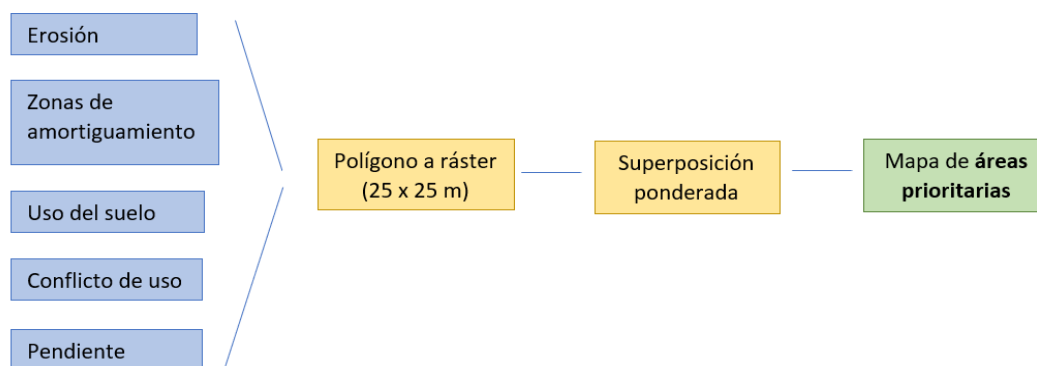 Erosión
Zonas de
amortiguamiento
Uso del suelo
Conflicto de uso
Pendiente
Polígono a ráster
(25 x 25 m)
Superposición
ponderada
Mapa de áreas
prioritarias